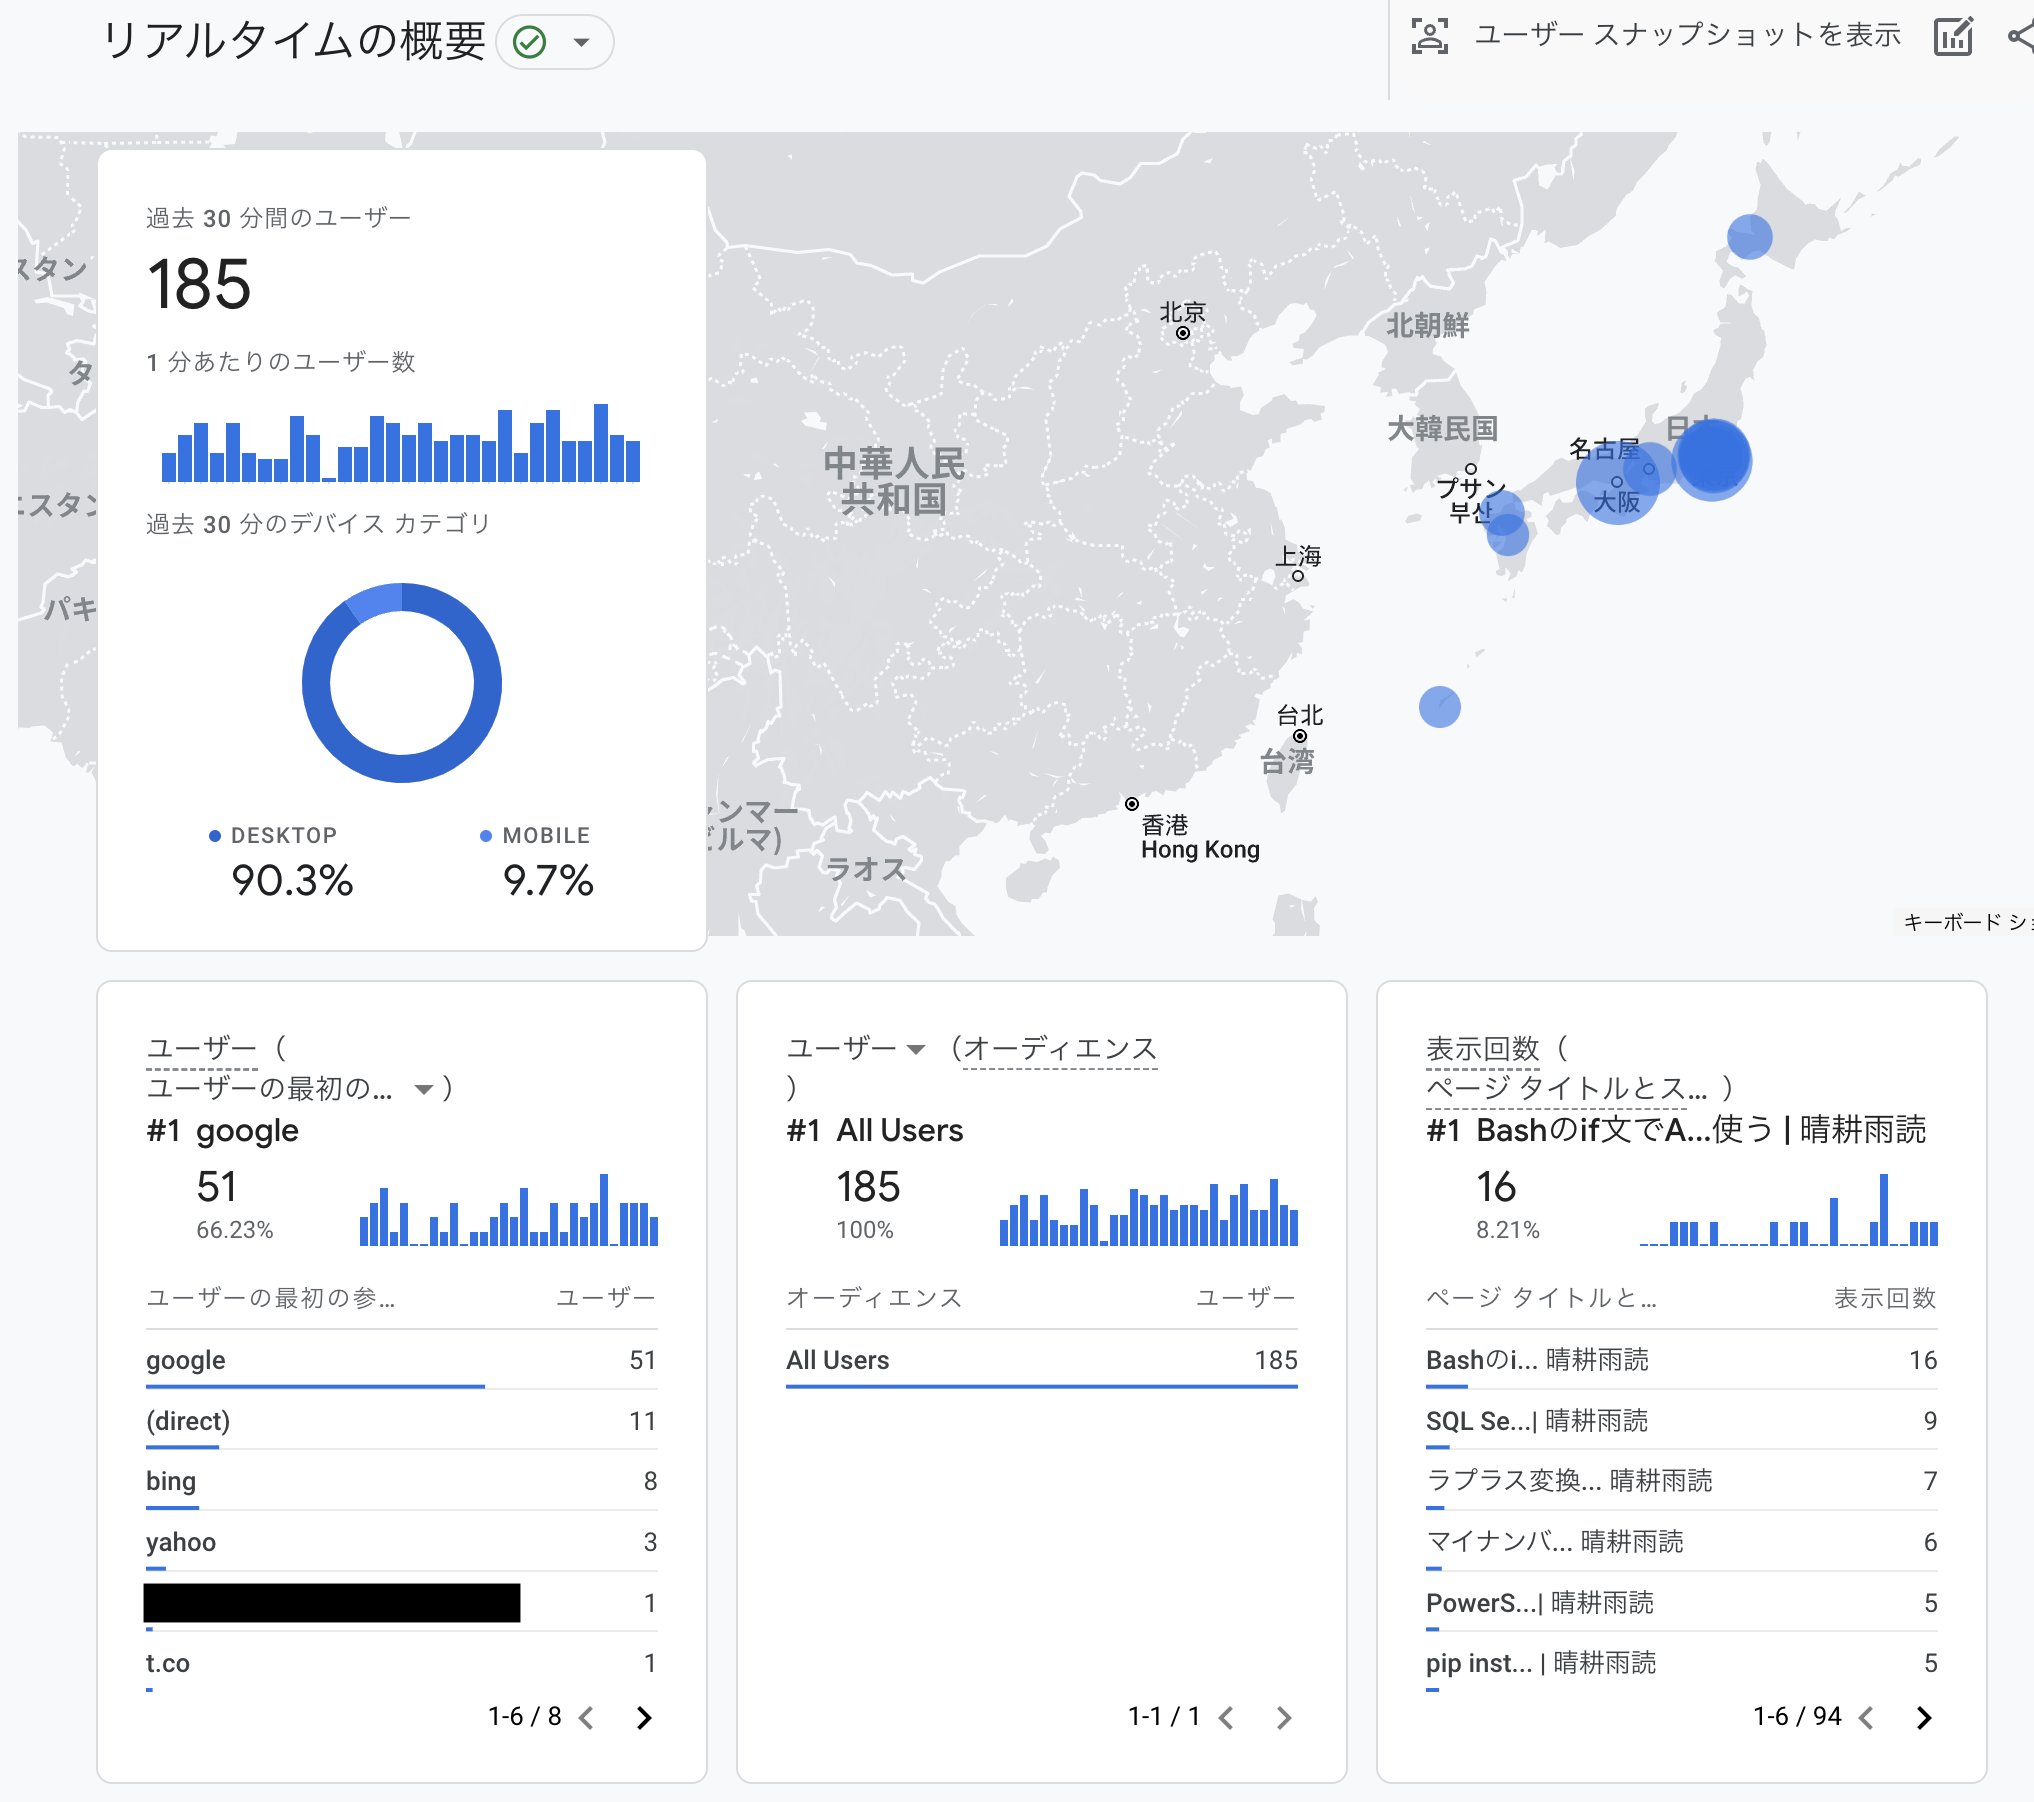 リアルタイムの概要
ユーザー スナップショットを表示
過去 30 分間のユーザー
185
1 分あたりのユーザー数
過去 30 分のデバイス カテゴリ
DESKTOP
90.3%
MOBILE
9.7%
スタン
タ
ニスタン
パキ
北京
北朝鮮
大韓民国
プサン
부산
中華人民
共和国
名古屋
大阪
上海
台北
台湾
香港
Hong Kong
ンマー
ビルマ)
ラオス
キーボード ショ
ユーザー（
ユーザーの最初の... ）
#1 google
51
66.23%
ユーザーの最初の参... ユーザー
google 51
(direct) 11
bing 8
yahoo 3
1
t.co 1
1-6 / 8
ユーザー （オーディエンス
）
#1 All Users
185
100%
オーディエンス ユーザー
All Users 185
1-1 / 1
表示回数（
ページ タイトルとス... ）
#1 Bashのif文でA...使う | 晴耕雨読
16
8.21%
ページ タイトルと... 表示回数
Bashのi... 晴耕雨読 16
SQL Se...| 晴耕雨読 9
ラプラス変換... 晴耕雨読 7
マイナンバ... 晴耕雨読 6
PowerS...| 晴耕雨読 5
pip inst... | 晴耕雨読 5
1-6 / 94